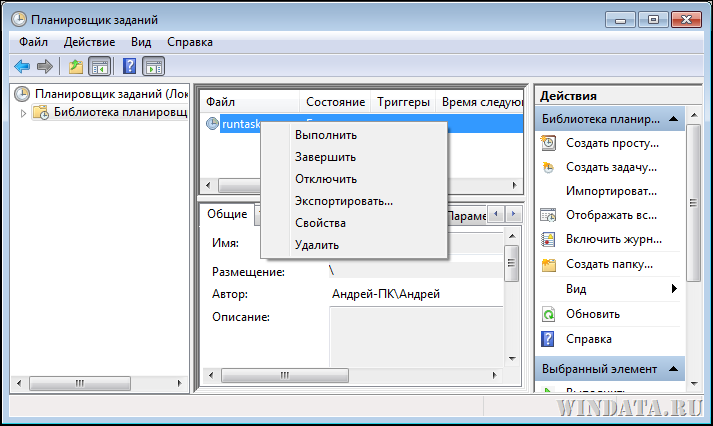 Планировщик заданий
Файл Действие Вид Справка
Планировщик заданий (Лок
Библиотека планировщ
Файл Состояние Триггеры Время следуюц
runtask
Выполнить
Завершить
Отключить
Экспортировать...
Свойства
Удалить
Общие Параме
Имя:
Размещение: \
Автор: Андрей-ПК\Андрей
Описание:
Действия
Библиотека планир...
Создать просту...
Создать задачу...
Импортироват...
Отображать вс...
Включить журн...
Создать папку...
Вид
Обновить
Справка
Выбранный элемент
WINDATA.RU